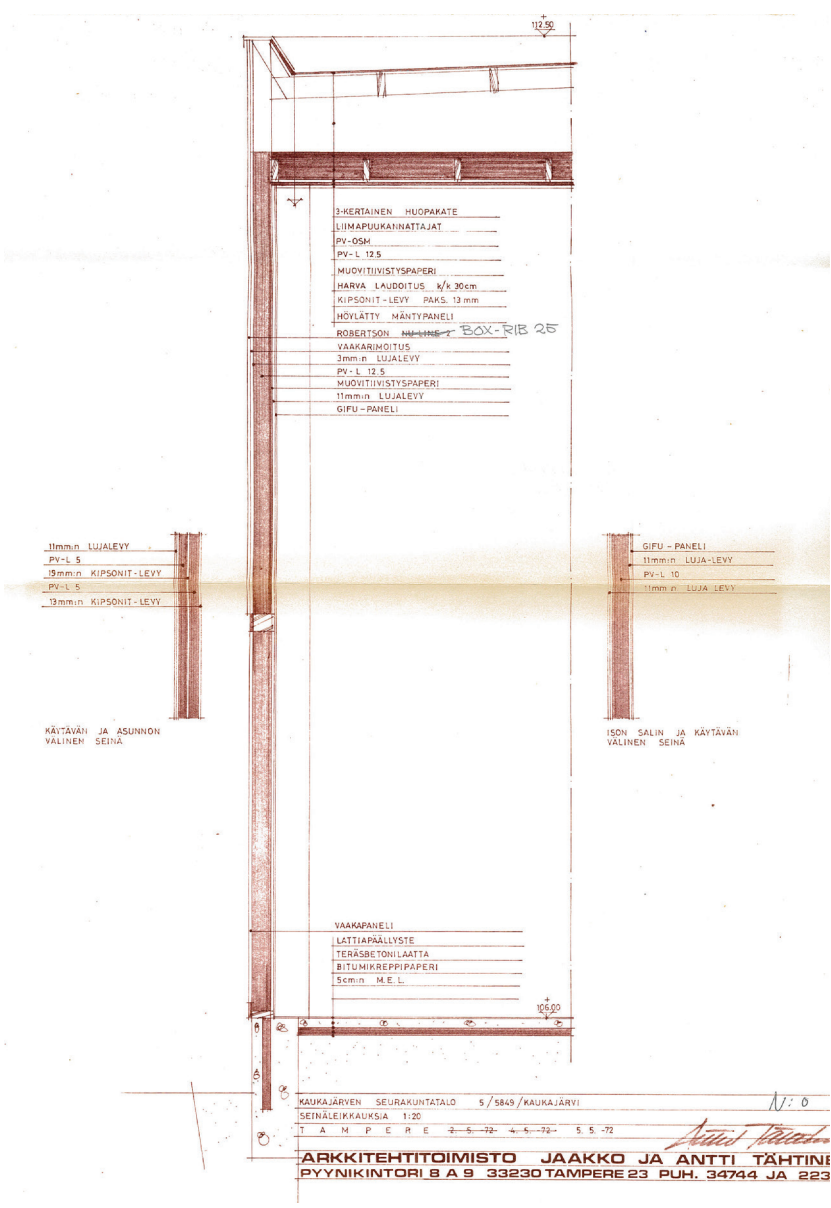 +
112.50
3-KERTAINEN HUOPAKATE
LIIMAPUUKANNATTAJAT
PV-OSM
PV-L 12.5
MUOVITIIVISTYSPAPERI
HARVA LAUDOITUS k/k 30cm
KIPSONIT-LEVY PAKS. 13 mm
HÖYLÄTTY MÄNTYPANELI
ROBERTSON NU-LINE-2 BOX-RIB 25
VAAKARIMOITUS
3mm:n LUJALEVY
PV-L 12.5
MUOVITIIVISTYSPAPERI
11mm:n LUJALEVY
GIFU-PANELI
11mm:n LUJALEVY
PV-L 5
15mm:n KIPSONIT-LEVY
PV-L 5
13mm:n KIPSONIT-LEVY
KÄYTÄVÄN JA ASUNNON
VÄLINEN SEINÄ
GIFU-PANELI
11mm:n LUJA-LEVY
PV-L 10
11mm:n LUJA LEVY
ISON SALIN JA KÄYTÄVÄN
VÄLINEN SEINÄ
VAAKAPANELI
LATTIAPÄÄLLYSTE
TERÄSBETONILAATTA
BITUMIKREPPIPAPERI
5cm:n M.E.L.
+
106.00
KAUKAJÄRVEN SEURAKUNTATALO 5/5849/KAUKAJÄRVI N:o
SEINÄLEIKKAUKSIA 1:20
TAMPERE 2.5.-72 4.5.-72 5.5.-72
ARKKITEHTITOIMISTO JAAKKO JA ANTTI TÄHTINE
PYYNIKINTORI 8 A 9 33230 TAMPERE 23 PUH. 34744 JA 223